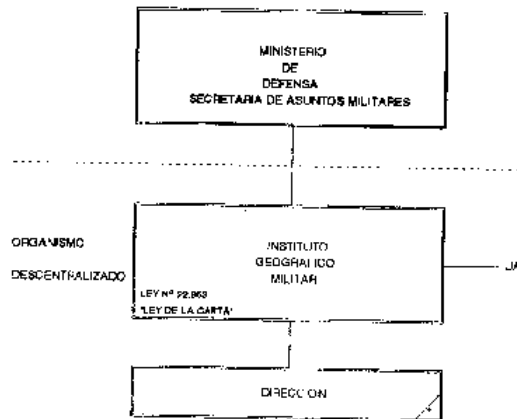 MINISTERIO
DE
DEFENSA
SECRETARIA DE ASUNTOS MILITARES
ORGANISMO
DESCENTRALIZADO
INSTITUTO
GEOGRAFICO
MILITAR
LEY Nº 22.963
"LEY DE LA CARTA"
DIRECCION